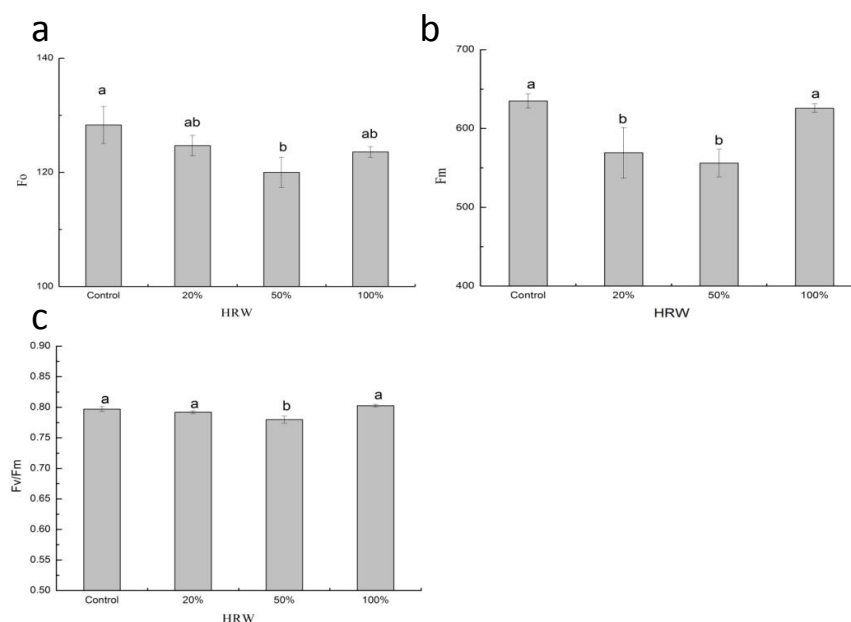 a
140
120
100
Fo
a
ab
b
ab
Control 20% 50% 100%
HRW
b
700
600
500
400
Fm
a
b
b
a
Control 20% 50% 100%
HRW
c
0.90
0.85
0.80
0.75
0.70
0.65
0.60
0.55
0.50
Fv/Fm
a
a
b
a
Control 20% 50% 100%
HRW